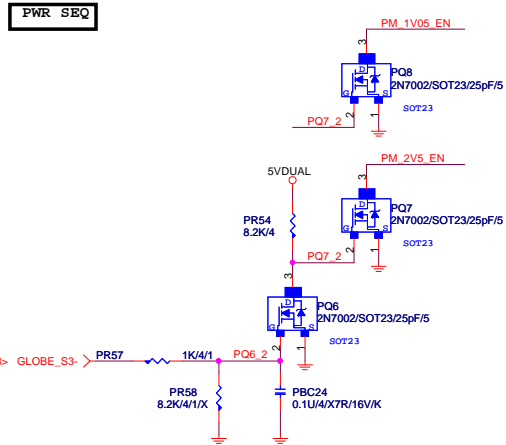 PWR SEQ
PM_1V05_EN
3
D
PQ8
2N7002/SOT23/25pF/5
G
S
SOT23
2
1
PQ7_2
PM_2V5_EN
5VDUAL
3
D
PQ7
2N7002/SOT23/25pF/5
PR54
8.2K/4
G
S
SOT23
2
1
PQ7_2
3
D
PQ6
2N7002/SOT23/25pF/5
G
S
SOT23
2
1
> GLOBE_S3- PR57 1K/4/1 PQ6_2
PR58
8.2K/4/1/X
PBC24
0.1U/4/X7R/16V/K